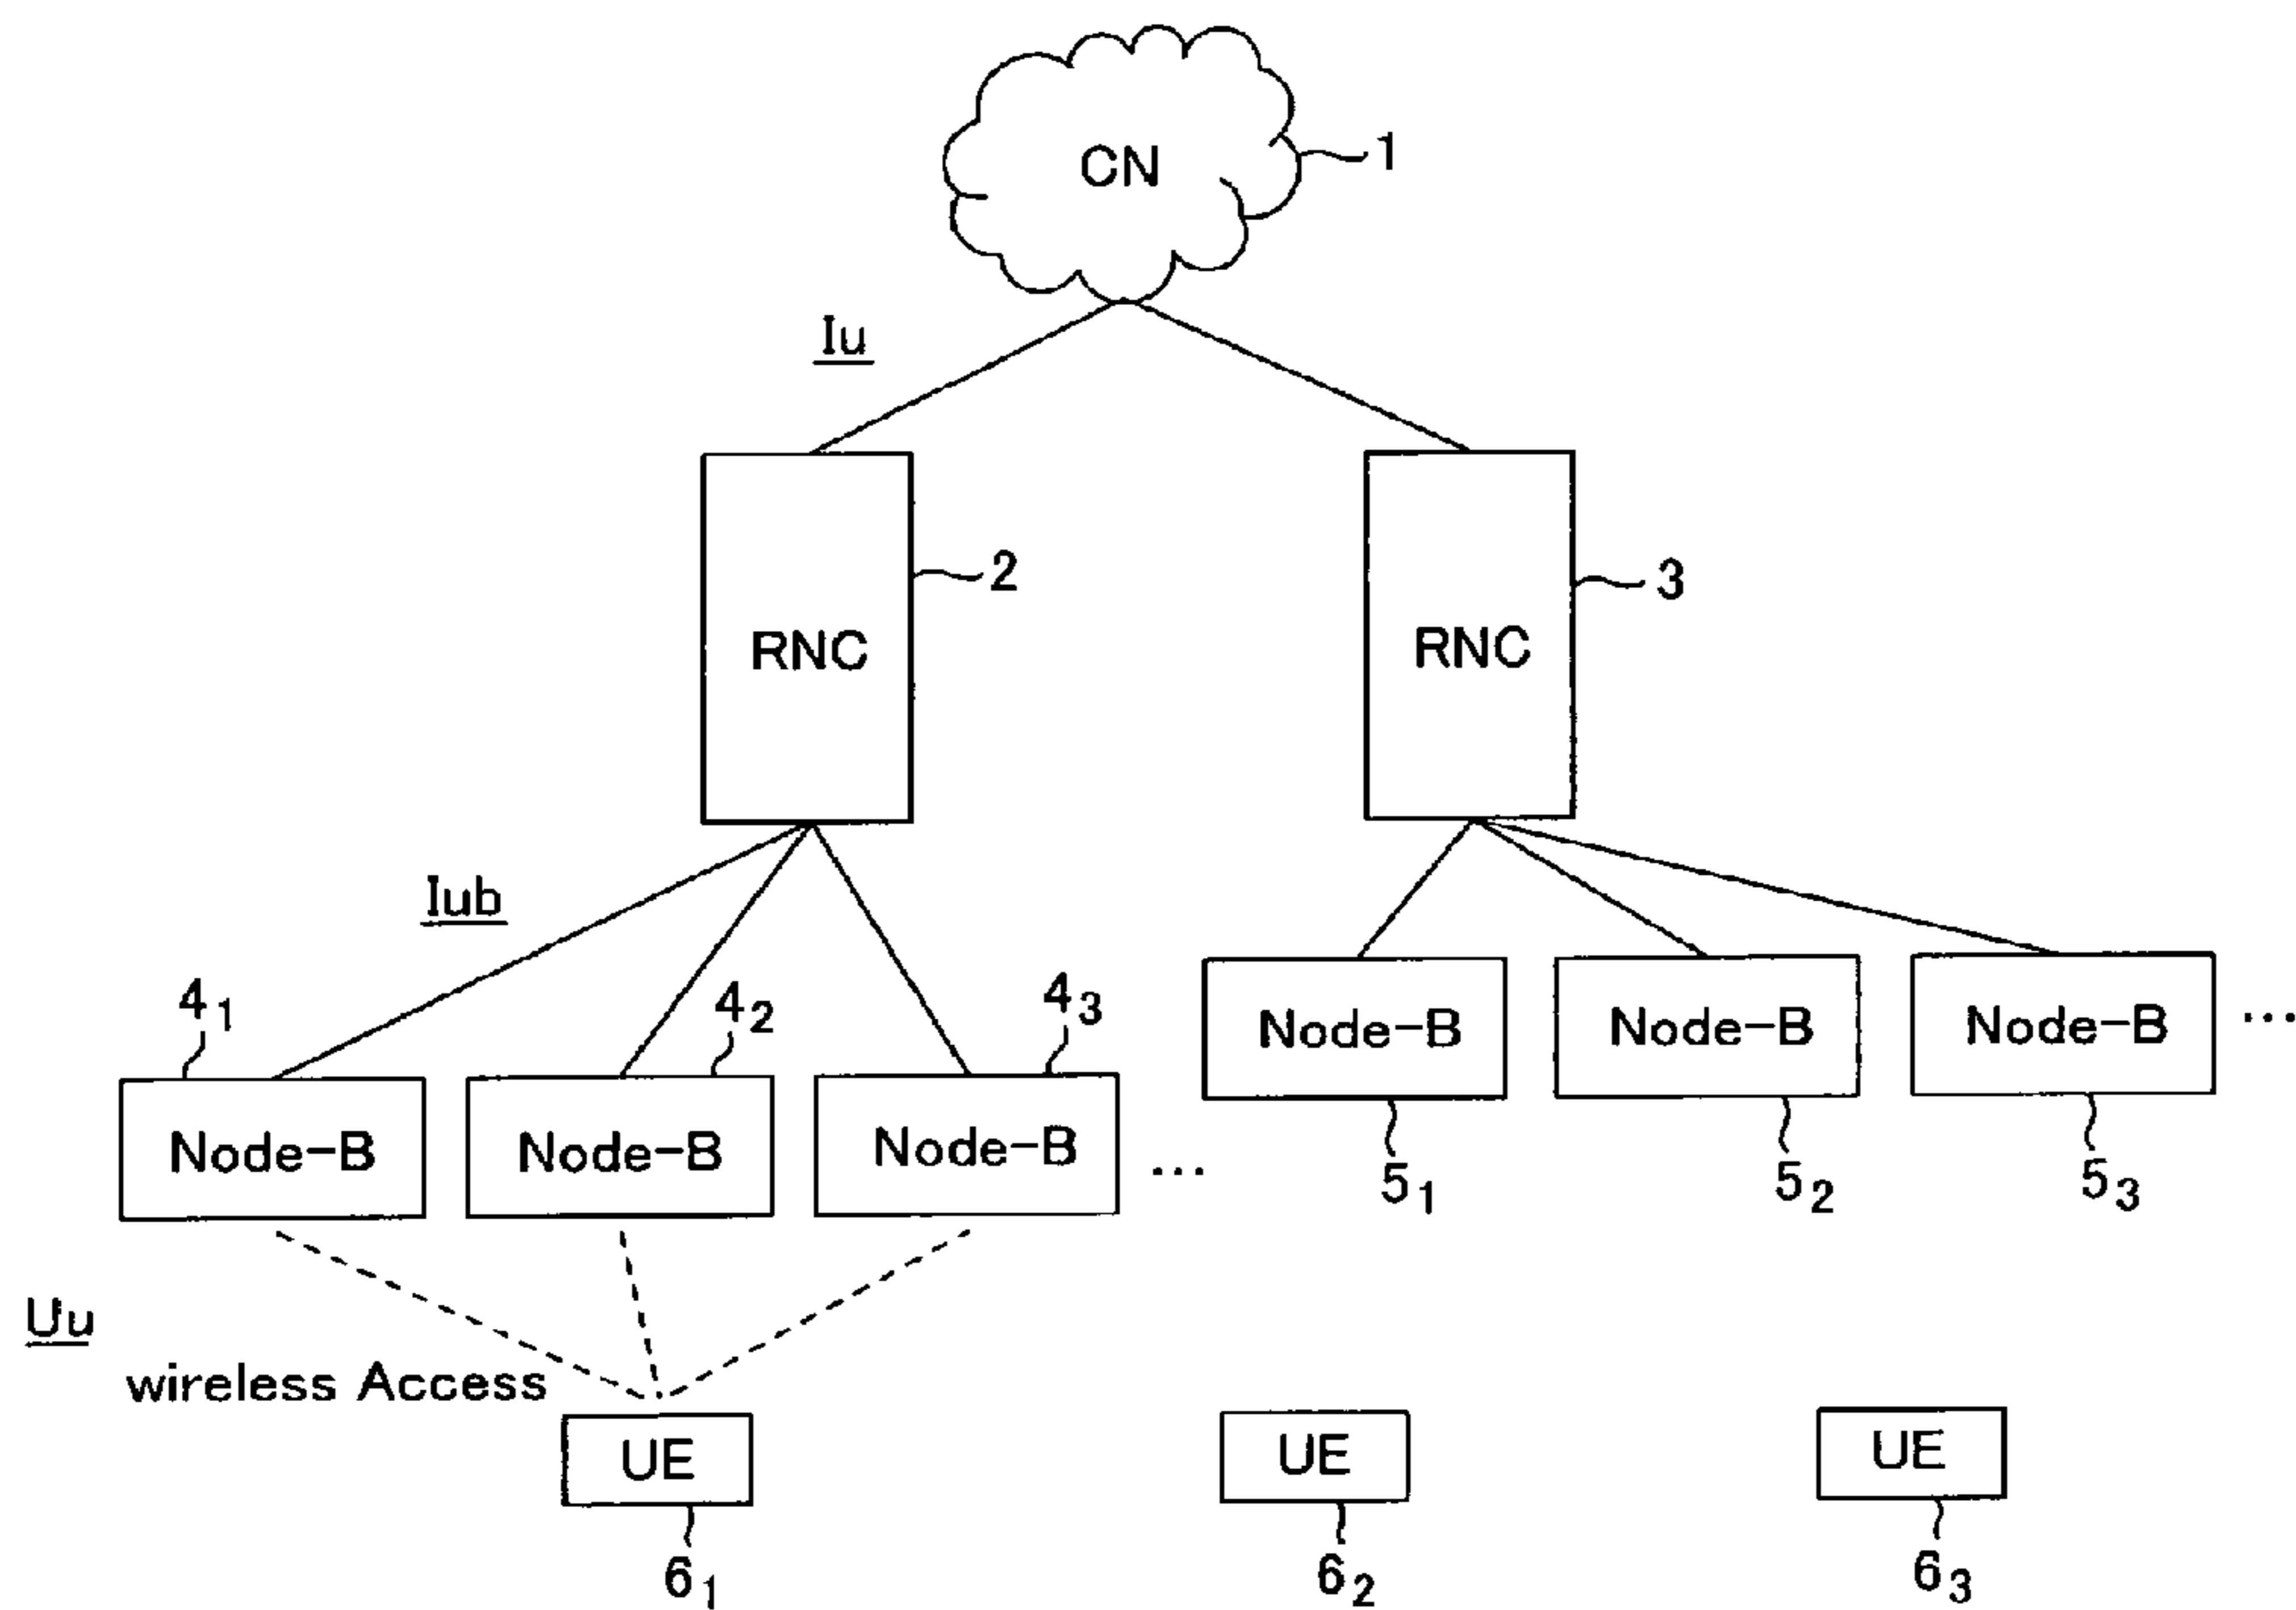 CN
1
Iu
2
3
RNC
RNC
Iub
4₁
4₂
4₃
Node-B
Node-B
Node-B
...
Node-B
Node-B
Node-B
...
5₁
5₂
5₃
Uu
wireless Access
UE
UE
UE
6₁
6₂
6₃